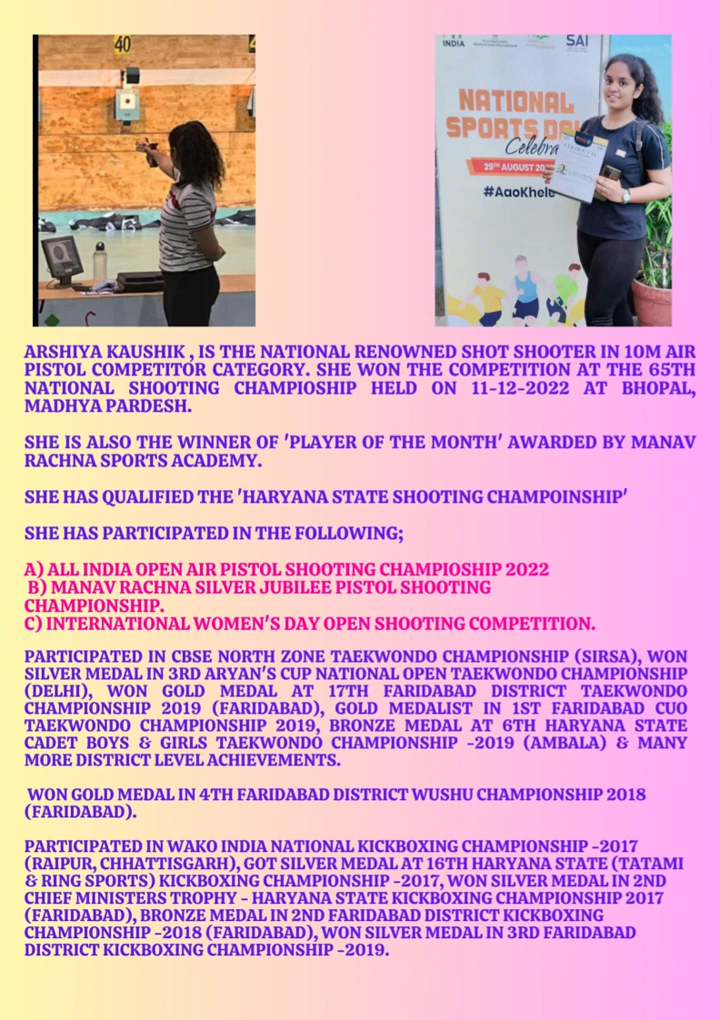 40
INDIA
SAI
NATIONAL
SPORTS DAY
Celebra
29TH AUGUST 20
#AaoKhele
ARSHIYA KAUSHIK , IS THE NATIONAL RENOWNED SHOT SHOOTER IN 10M AIR
PISTOL COMPETITOR CATEGORY. SHE WON THE COMPETITION AT THE 65TH
NATIONAL SHOOTING CHAMPIOSHIP HELD ON 11-12-2022 AT BHOPAL,
MADHYA PARDESH.
SHE IS ALSO THE WINNER OF 'PLAYER OF THE MONTH' AWARDED BY MANAV
RACHNA SPORTS ACADEMY.
SHE HAS QUALIFIED THE 'HARYANA STATE SHOOTING CHAMPOINSHIP'
SHE HAS PARTICIPATED IN THE FOLLOWING;
A) ALL INDIA OPEN AIR PISTOL SHOOTING CHAMPIOSHIP 2022
B) MANAV RACHNA SILVER JUBILEE PISTOL SHOOTING
CHAMPIONSHIP.
C) INTERNATIONAL WOMEN'S DAY OPEN SHOOTING COMPETITION.
PARTICIPATED IN CBSE NORTH ZONE TAEKWONDO CHAMPIONSHIP (SIRSA), WON
SILVER MEDAL IN 3RD ARYAN'S CUP NATIONAL OPEN TAEKWONDO CHAMPIONSHIP
(DELHI), WON GOLD MEDAL AT 17TH FARIDABAD DISTRICT TAEKWONDO
CHAMPIONSHIP 2019 (FARIDABAD), GOLD MEDALIST IN 1ST FARIDABAD CUO
TAEKWONDO CHAMPIONSHIP 2019, BRONZE MEDAL AT 6TH HARYANA STATE
CADET BOYS & GIRLS TAEKWONDO CHAMPIONSHIP -2019 (AMBALA) & MANY
MORE DISTRICT LEVEL ACHIEVEMENTS.
WON GOLD MEDAL IN 4TH FARIDABAD DISTRICT WUSHU CHAMPIONSHIP 2018
(FARIDABAD).
PARTICIPATED IN WAKO INDIA NATIONAL KICKBOXING CHAMPIONSHIP -2017
(RAIPUR, CHHATTISGARH), GOT SILVER MEDAL AT 16TH HARYANA STATE (TATAMI
& RING SPORTS) KICKBOXING CHAMPIONSHIP -2017, WON SILVER MEDAL IN 2ND
CHIEF MINISTERS TROPHY - HARYANA STATE KICKBOXING CHAMPIONSHIP 2017
(FARIDABAD), BRONZE MEDAL IN 2ND FARIDABAD DISTRICT KICKBOXING
CHAMPIONSHIP -2018 (FARIDABAD), WON SILVER MEDAL IN 3RD FARIDABAD
DISTRICT KICKBOXING CHAMPIONSHIP -2019.